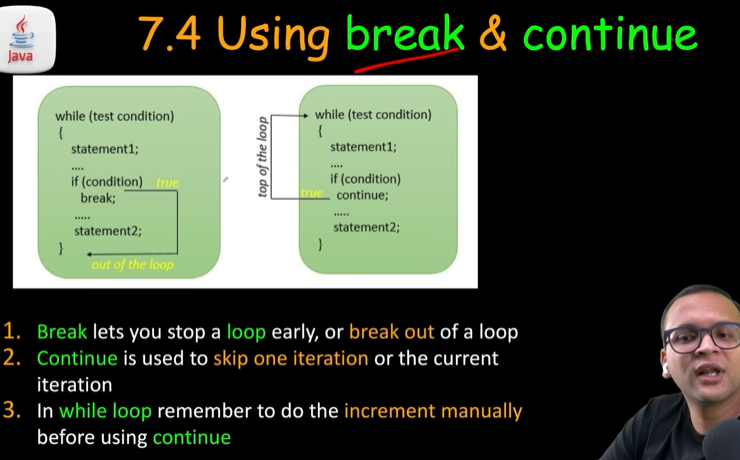 Java
7.4 Using break & continue
while (test condition)
{
statement1;
....
if (condition) true
break;
.....
statement2;
}
out of the loop
top of the loop
while (test condition)
{
statement1;
....
if (condition)
true continue;
.....
statement2;
}
1. Break lets you stop a loop early, or break out of a loop
2. Continue is used to skip one iteration or the current
iteration
3. In while loop remember to do the increment manually
before using continue